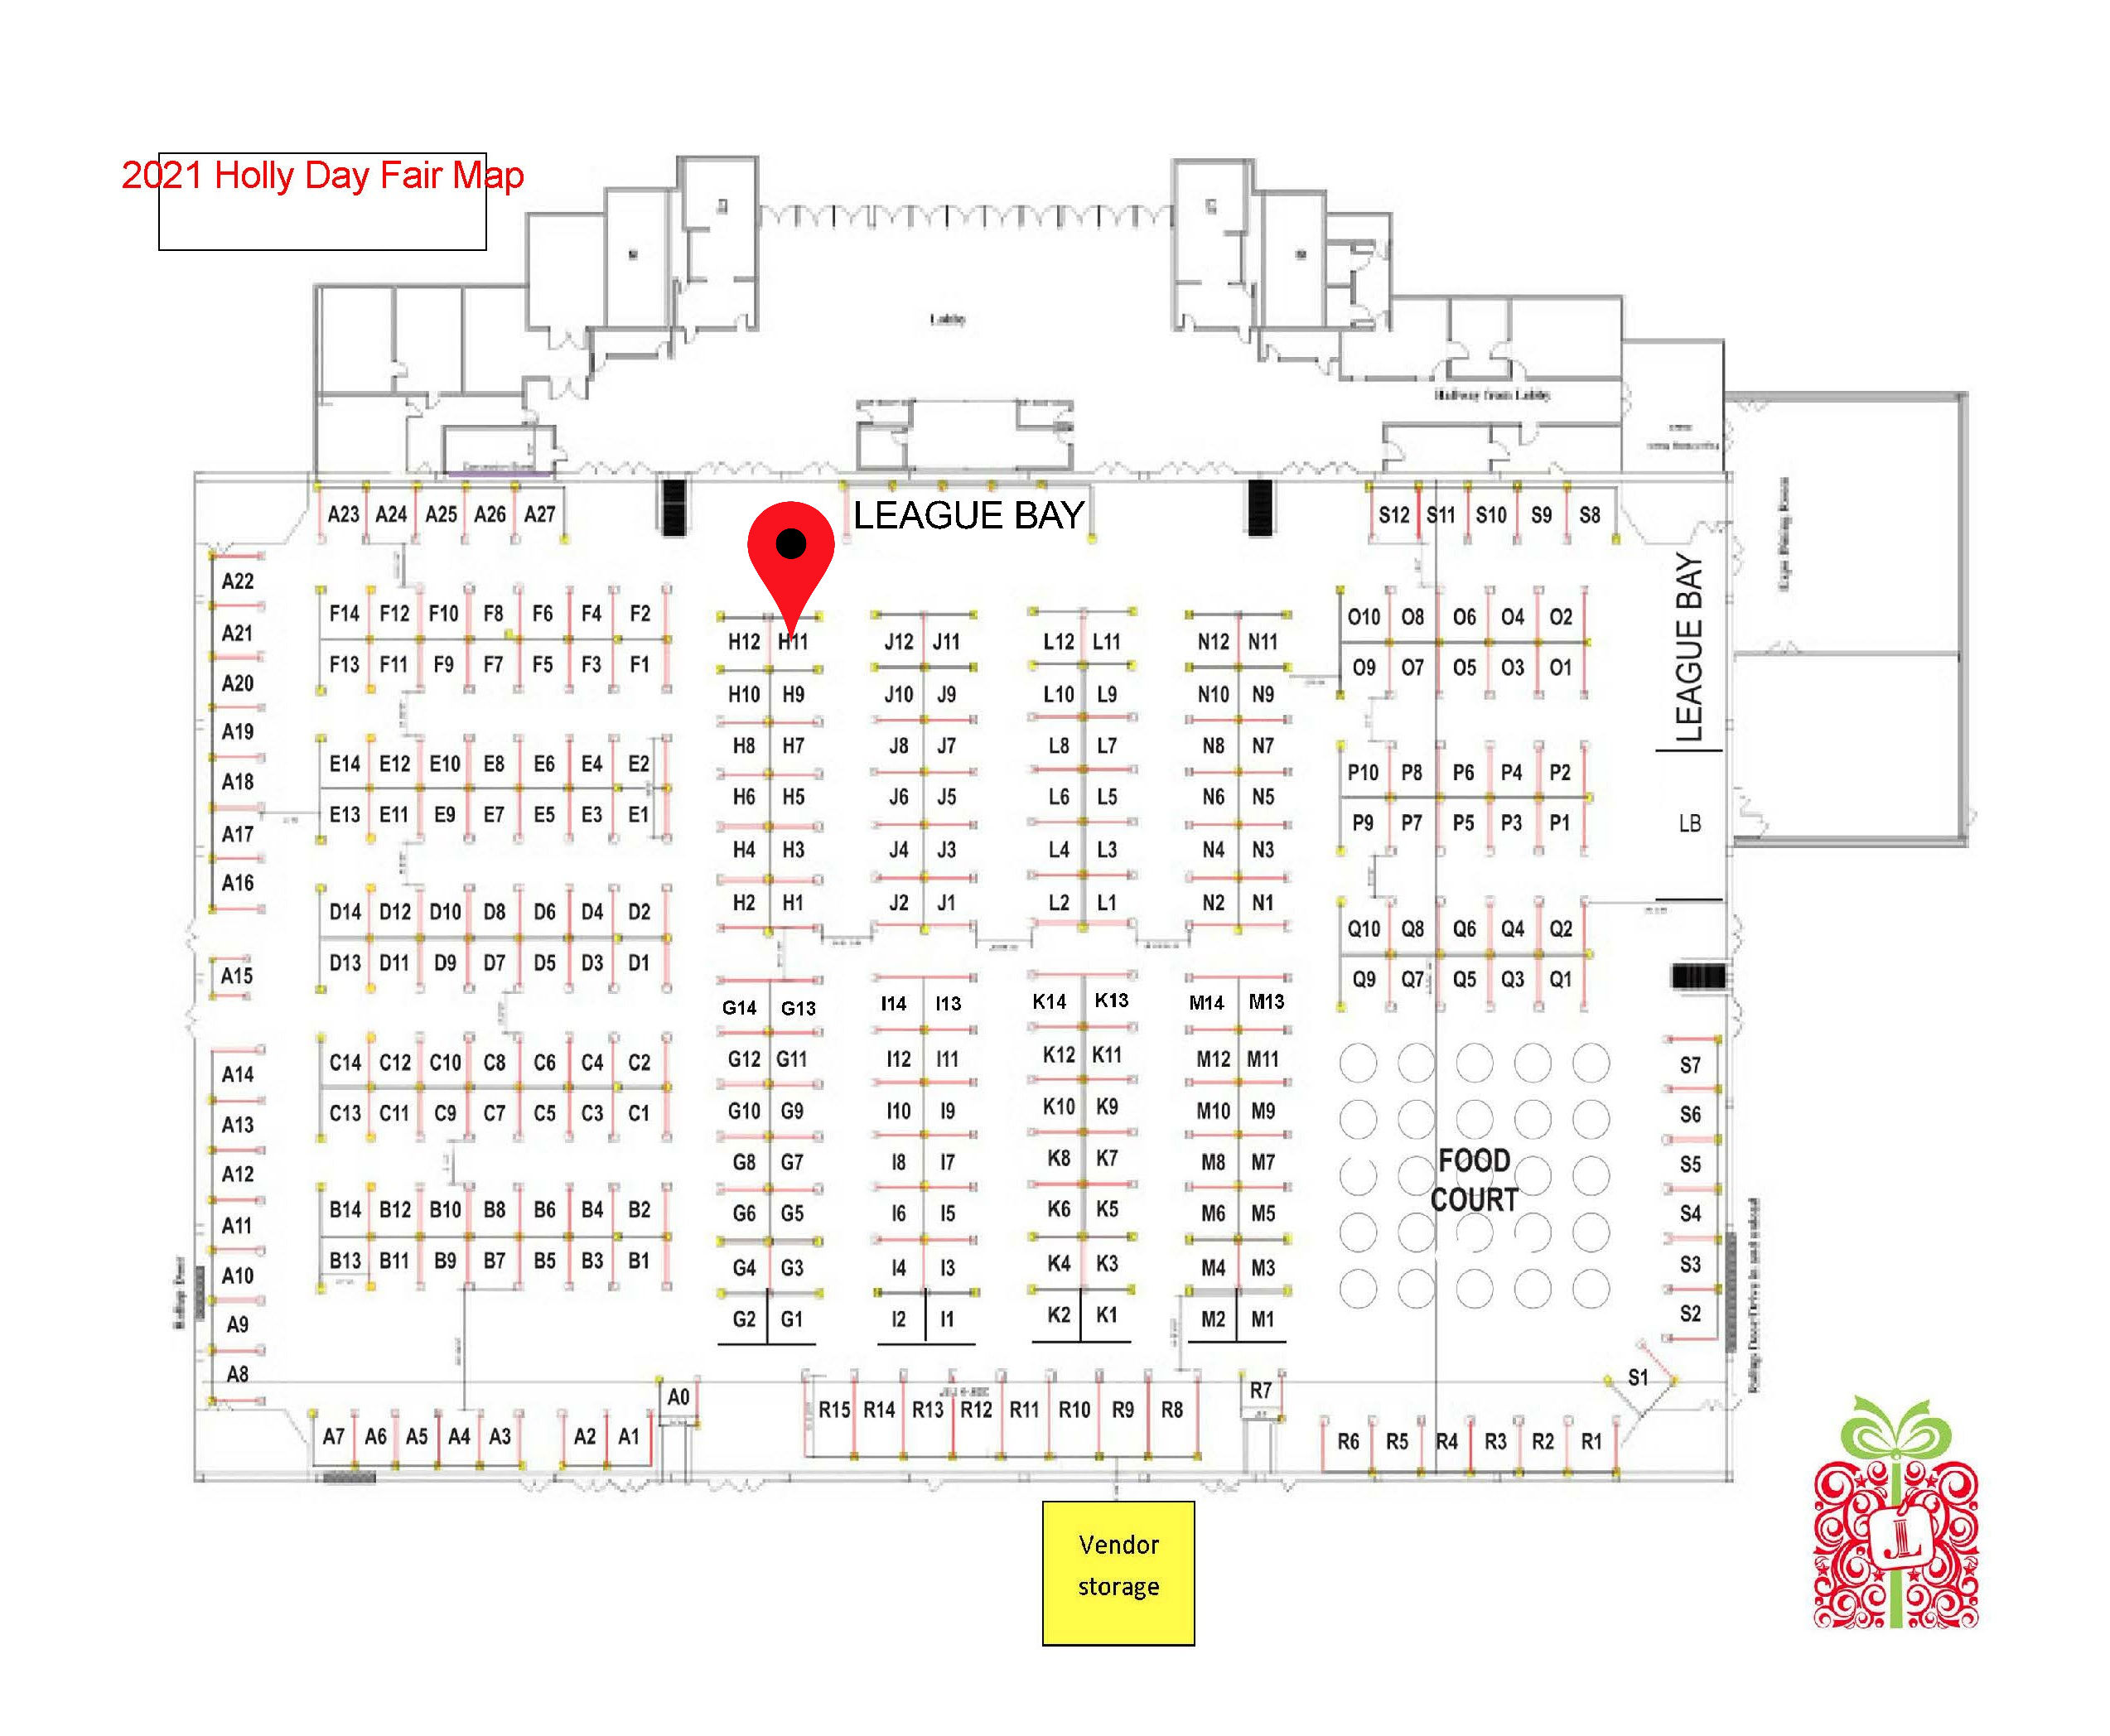 2021 Holly Day Fair Map
Lobby
Hallway from Lobby
LEAGUE BAY
A23 A24 A25 A26 A27
S12 S11 S10 S9 S8
A22
A21
A20
A19
A18
A17
A16
A15
A14
A13
A12
A11
A10
A9
A8
F14 F12 F10 F8 F6 F4 F2
F13 F11 F9 F7 F5 F3 F1
E14 E12 E10 E8 E6 E4 E2
E13 E11 E9 E7 E5 E3 E1
D14 D12 D10 D8 D6 D4 D2
D13 D11 D9 D7 D5 D3 D1
C14 C12 C10 C8 C6 C4 C2
C13 C11 C9 C7 C5 C3 C1
B14 B12 B10 B8 B6 B4 B2
B13 B11 B9 B7 B5 B3 B1
H12 H11 J12 J11 L12 L11 N12 N11
H10 H9 J10 J9 L10 L9 N10 N9
H8 H7 J8 J7 L8 L7 N8 N7
H6 H5 J6 J5 L6 L5 N6 N5
H4 H3 J4 J3 L4 L3 N4 N3
H2 H1 J2 J1 L2 L1 N2 N1
G14 G13 I14 I13 K14 K13 M14 M13
G12 G11 I12 I11 K12 K11 M12 M11
G10 G9 I10 I9 K10 K9 M10 M9
G8 G7 I8 I7 K8 K7 M8 M7
G6 G5 I6 I5 K6 K5 M6 M5
G4 G3 I4 I3 K4 K3 M4 M3
G2 G1 I2 I1 K2 K1 M2 M1
O10 O8 O6 O4 O2
O9 O7 O5 O3 O1
P10 P8 P6 P4 P2
P9 P7 P5 P3 P1
Q10 Q8 Q6 Q4 Q2
Q9 Q7 Q5 Q3 Q1
LEAGUE BAY
LB
FOOD
COURT
S7
S6
S5
S4
S3
S2
S1
A7 A6 A5 A4 A3 A2 A1
A0
R15 R14 R13 R12 R11 R10 R9 R8
R7
R6 R5 R4 R3 R2 R1
Vendor
storage
JL